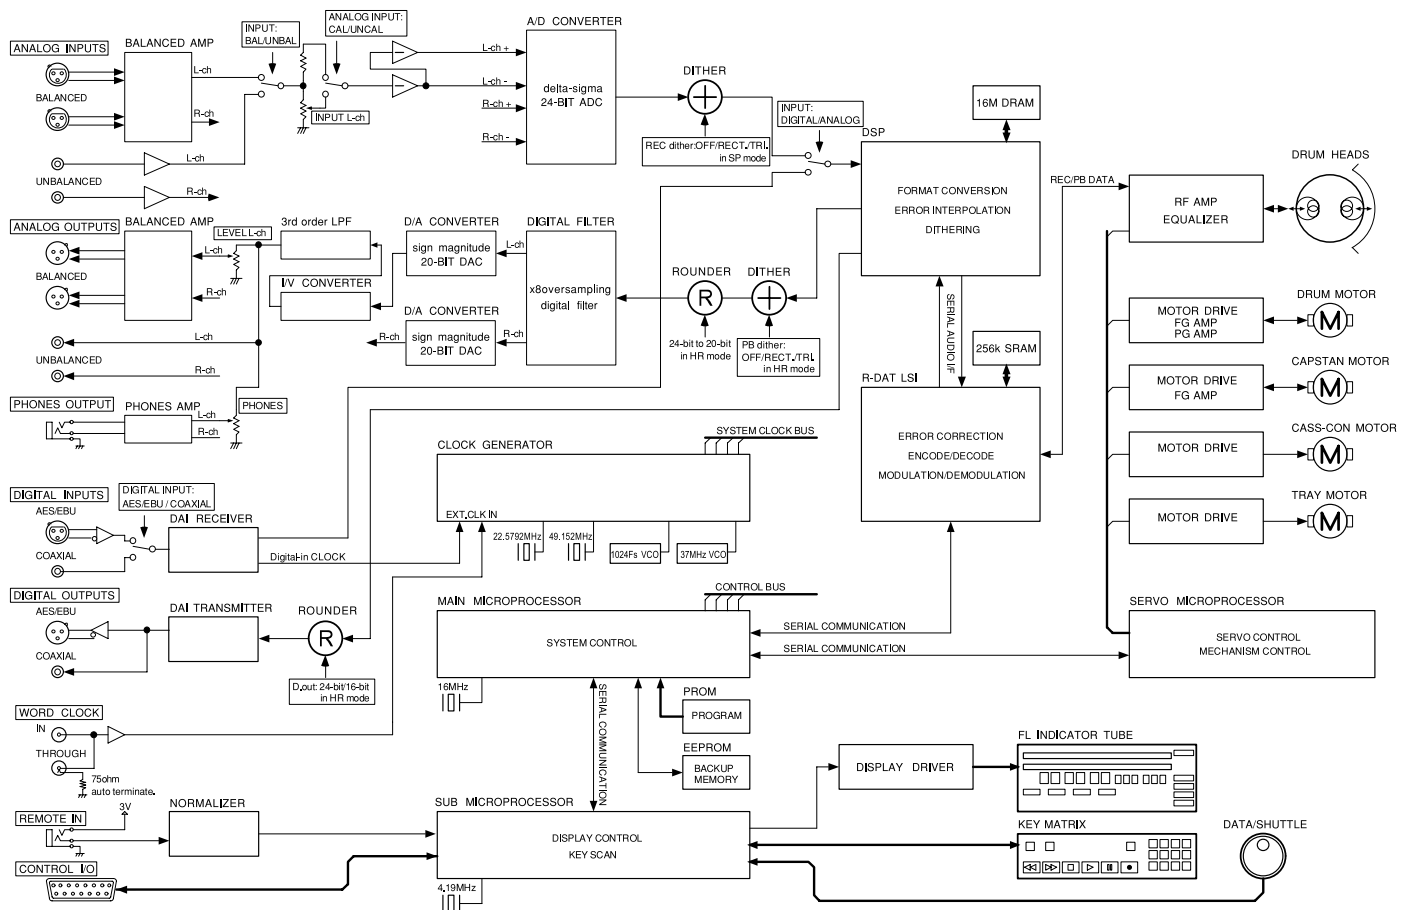 ANALOG INPUTS
BALANCED AMP
BALANCED
L-ch
R-ch
L-ch
UNBALANCED
R-ch
INPUT:
BAL/UNBAL
ANALOG INPUT:
CAL/UNCAL
INPUT L-ch
A/D CONVERTER
L-ch +
L-ch -
R-ch +
R-ch -
delta-sigma
24-BIT ADC
DITHER
REC dither:OFF/RECT./TRI.
in SP mode
INPUT:
DIGITAL/ANALOG
DSP
16M DRAM
FORMAT CONVERSION
ERROR INTERPOLATION
DITHERING
REC/PB DATA
RF AMP
EQUALIZER
DRUM HEADS
ANALOG OUTPUTS
BALANCED AMP
BALANCED
LEVEL L-ch
L-ch
R-ch
L-ch
UNBALANCED
R-ch
3rd order LPF
I/V CONVERTER
D/A CONVERTER
sign magnitude
20-BIT DAC
L-ch
D/A CONVERTER
sign magnitude
20-BIT DAC
R-ch
R-ch
DIGITAL FILTER
x8oversampling
digital filter
ROUNDER
R
24-bit to 20-bit
in HR mode
DITHER
PB dither:
OFF/RECT./TRI.
in HR mode
SERIAL AUDIO I/F
256k SRAM
R-DAT LSI
ERROR CORRECTION
ENCODE/DECODE
MODULATION/DEMODULATION
MOTOR DRIVE
FG AMP
PG AMP
DRUM MOTOR
M
MOTOR DRIVE
FG AMP
CAPSTAN MOTOR
M
MOTOR DRIVE
CASS-CON MOTOR
M
MOTOR DRIVE
TRAY MOTOR
M
PHONES OUTPUT
PHONES AMP
L-ch
R-ch
PHONES
CLOCK GENERATOR
SYSTEM CLOCK BUS
EXT.CLK IN
22.5792MHz
49.152MHz
1024Fs VCO
37MHz VCO
DIGITAL INPUTS
AES/EBU
COAXIAL
DIGITAL INPUT:
AES/EBU / COAXIAL
DAI RECEIVER
Digital-in CLOCK
DIGITAL OUTPUTS
AES/EBU
COAXIAL
DAI TRANSMITTER
ROUNDER
R
D.out: 24-bit/16-bit
in HR mode
MAIN MICROPROCESSOR
CONTROL BUS
SYSTEM CONTROL
SERIAL COMMUNICATION
SERIAL COMMUNICATION
16MHz
SERIAL COMMUNICATION
PROM
PROGRAM
EEPROM
BACKUP
MEMORY
SERVO MICROPROCESSOR
SERVO CONTROL
MECHANISM CONTROL
WORD CLOCK
IN
THROUGH
75ohm
auto terminate.
REMOTE IN
3V
NORMALIZER
CONTROL I/O
SUB MICROPROCESSOR
DISPLAY CONTROL
KEY SCAN
4.19MHz
DISPLAY DRIVER
FL INDICATOR TUBE
KEY MATRIX
DATA/SHUTTLE